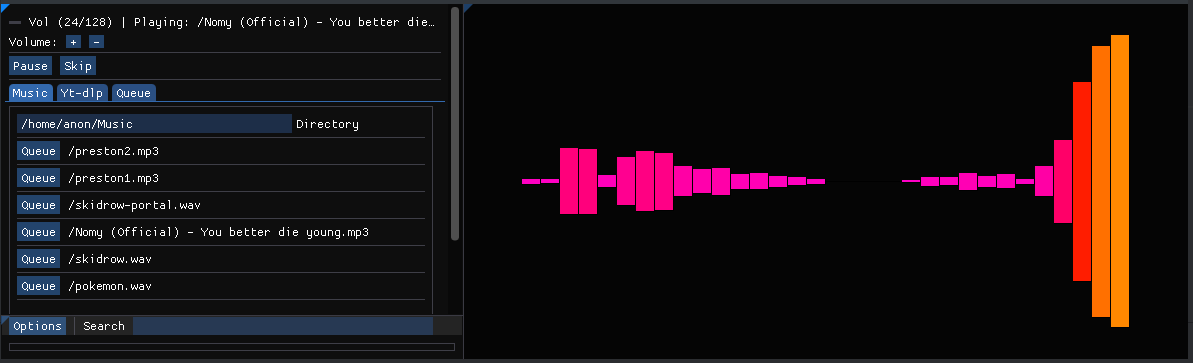 Vol (24/128) | Playing: /Nomy (Official) - You better die…
Volume: + -
Pause Skip
Music Yt-dlp Queue
/home/anon/Music Directory
Queue /preston2.mp3
Queue /preston1.mp3
Queue /skidrow-portal.wav
Queue /Nomy (Official) - You better die young.mp3
Queue /skidrow.wav
Queue /pokemon.wav
Options Search